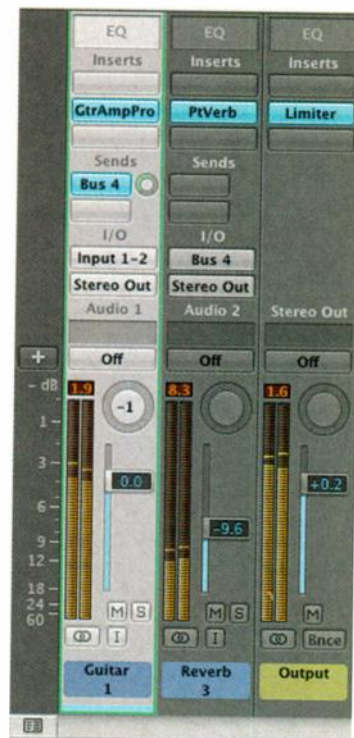 EQ EQ EQ
Inserts Inserts Inserts
GtrAmpPro PtVerb Limiter
Sends Sends
Bus 4
I/O I/O
Input 1-2 Bus 4
Stereo Out Stereo Out
Audio 1 Audio 2 Stereo Out
+ Off Off Off
- dB 1.9 8.3 1.6
-1
1
3
0.0 +0.2
6
9 -9.6
12
18
24 M S M S M
60
I I Bnce
Guitar Reverb Output
1 3